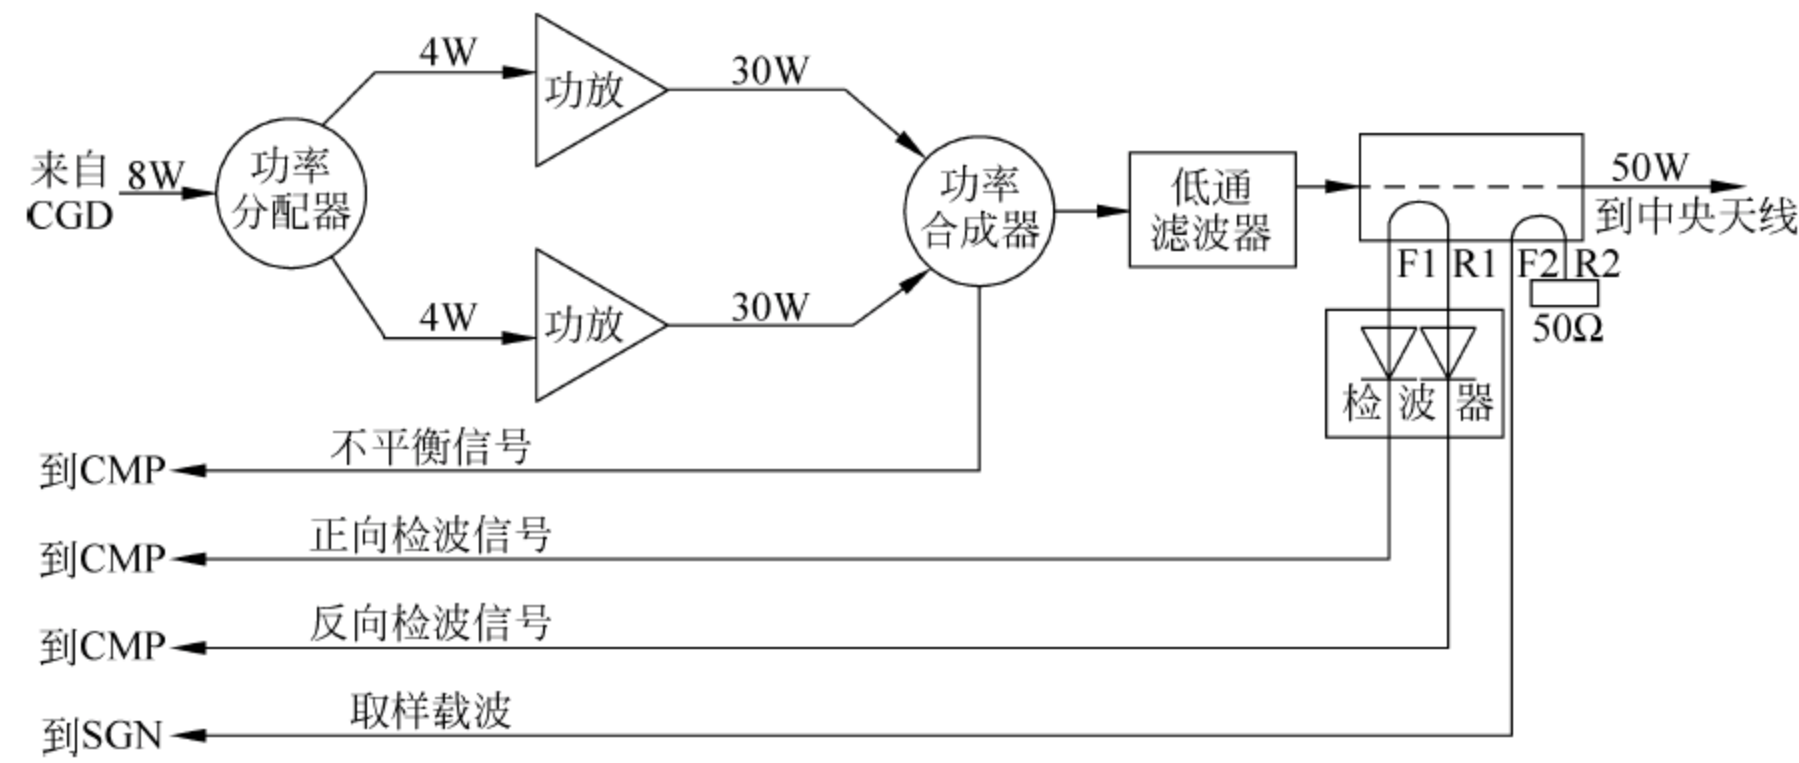 4W
功放
30W
来自
CGD
8W
功率
分配器
功率
合成器
低通
滤波器
50W
到中央天线
F1
R1
F2
R2
50Ω
4W
功放
30W
检波器
不平衡信号
到CMP
正向检波信号
到CMP
反向检波信号
到CMP
取样载波
到SGN